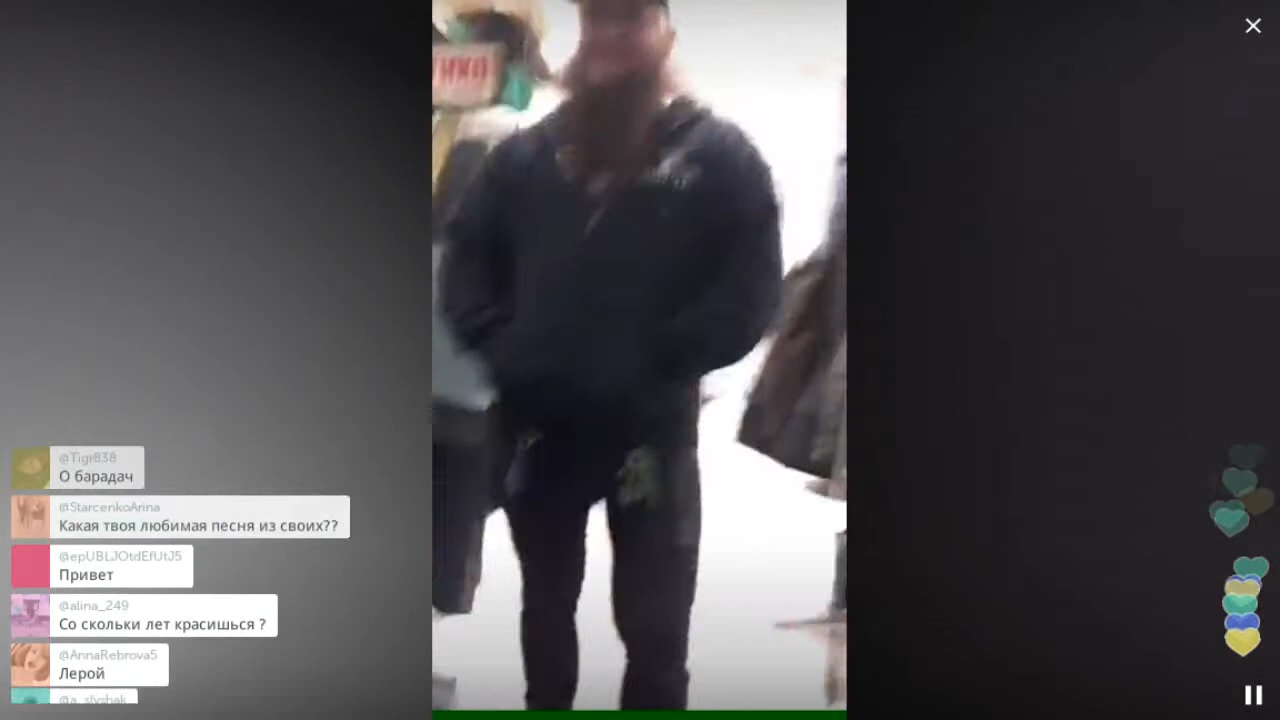 @Tigr838
О барадач
@StarcenkoArina
Какая твоя любимая песня из своих??
@epUBLJOtdEfUtJ5
Привет
@alina_249
Со скольки лет красишься ?
@AnnaRebrova5
Лерой